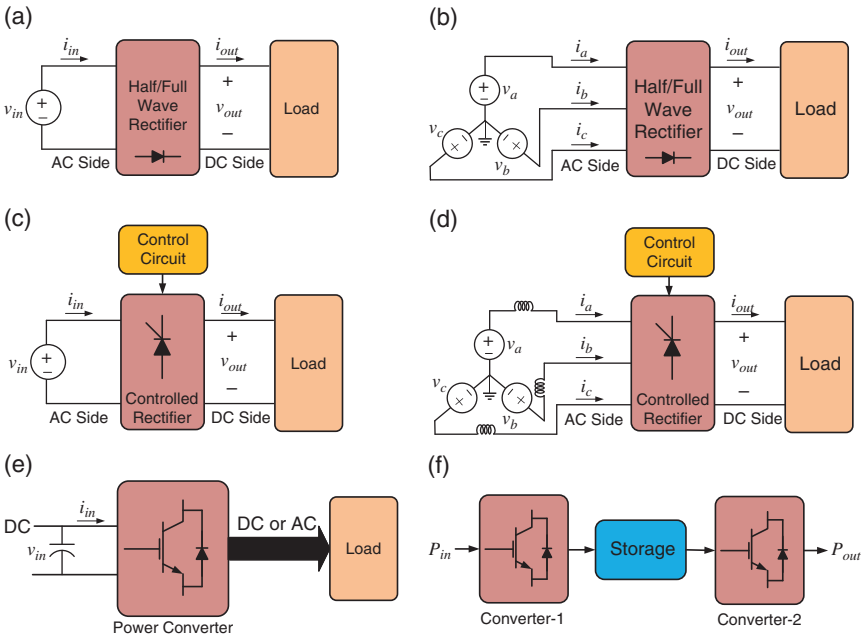 (a)
i_in
i_out
v_in
+
−
Half/Full
Wave
Rectifier
+
v_out
−
Load
AC Side
DC Side
(b)
i_a
i_out
v_a
+
−
i_b
v_c
+
−
v_b
+
−
i_c
Half/Full
Wave
Rectifier
+
v_out
−
Load
AC Side
DC Side
(c)
Control
Circuit
i_in
i_out
v_in
+
−
+
v_out
−
Load
Controlled
Rectifier
AC Side
DC Side
(d)
Control
Circuit
i_a
i_out
v_a
+
−
i_b
v_c
+
−
v_b
+
−
i_c
+
v_out
−
Load
Controlled
Rectifier
AC Side
DC Side
(e)
DC
i_in
v_in
DC or AC
Load
Power Converter
(f)
P_in
Storage
P_out
Converter-1
Converter-2